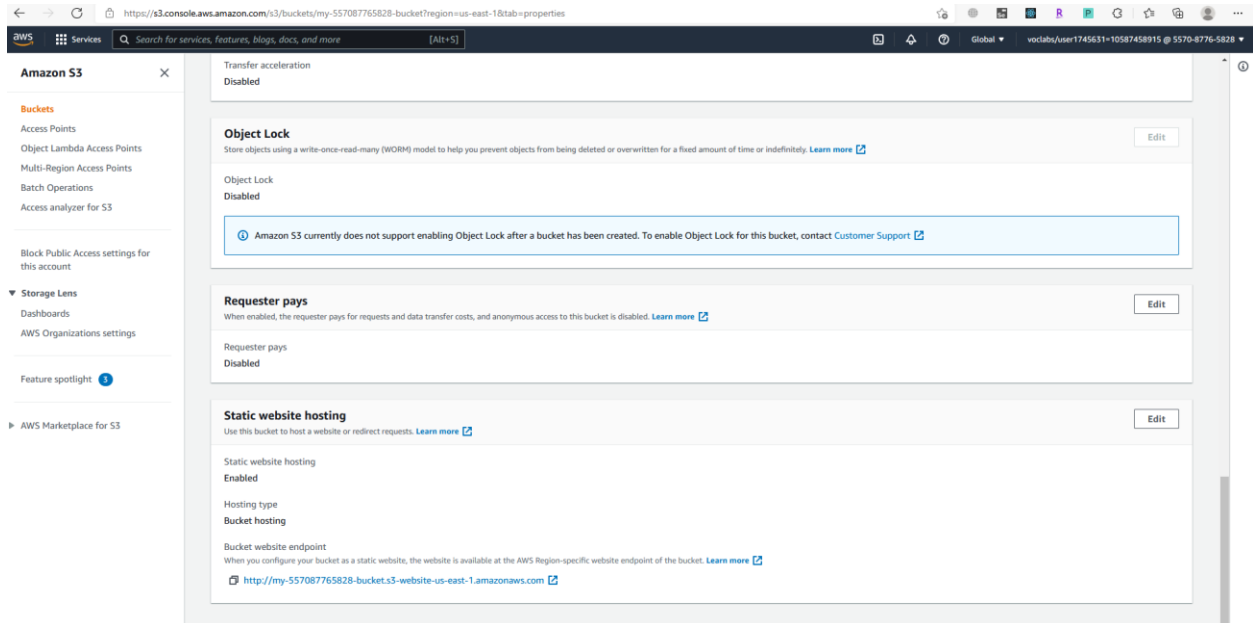 https://s3.console.aws.amazon.com/s3/buckets/my-557087765828-bucket?region=us-east-1&tab=properties
aws
Services
Search for services, features, blogs, docs, and more
[Alt+S]
Global
voclabs/user1745631=10587458915 @ 5570-8776-5828
Amazon S3
Buckets
Access Points
Object Lambda Access Points
Multi-Region Access Points
Batch Operations
Access analyzer for S3
Block Public Access settings for
this account
Storage Lens
Dashboards
AWS Organizations settings
Feature spotlight 3
AWS Marketplace for S3
Transfer acceleration
Disabled
Object Lock
Edit
Store objects using a write-once-read-many (WORM) model to help you prevent objects from being deleted or overwritten for a fixed amount of time or indefinitely. Learn more
Object Lock
Disabled
Amazon S3 currently does not support enabling Object Lock after a bucket has been created. To enable Object Lock for this bucket, contact Customer Support
Requester pays
Edit
When enabled, the requester pays for requests and data transfer costs, and anonymous access to this bucket is disabled. Learn more
Requester pays
Disabled
Static website hosting
Edit
Use this bucket to host a website or redirect requests. Learn more
Static website hosting
Enabled
Hosting type
Bucket hosting
Bucket website endpoint
When you configure your bucket as a static website, the website is available at the AWS Region-specific website endpoint of the bucket. Learn more
http://my-557087765828-bucket.s3-website-us-east-1.amazonaws.com